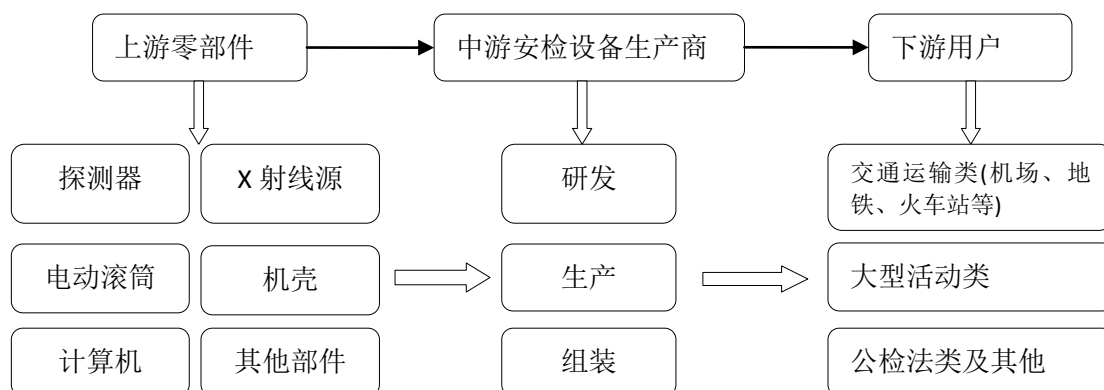 上游零部件
中游安检设备生产商
下游用户
探测器
X 射线源
研发
交通运输类(机场、地
铁、火车站等)
电动滚筒
机壳
生产
大型活动类
计算机
其他部件
组装
公检法类及其他